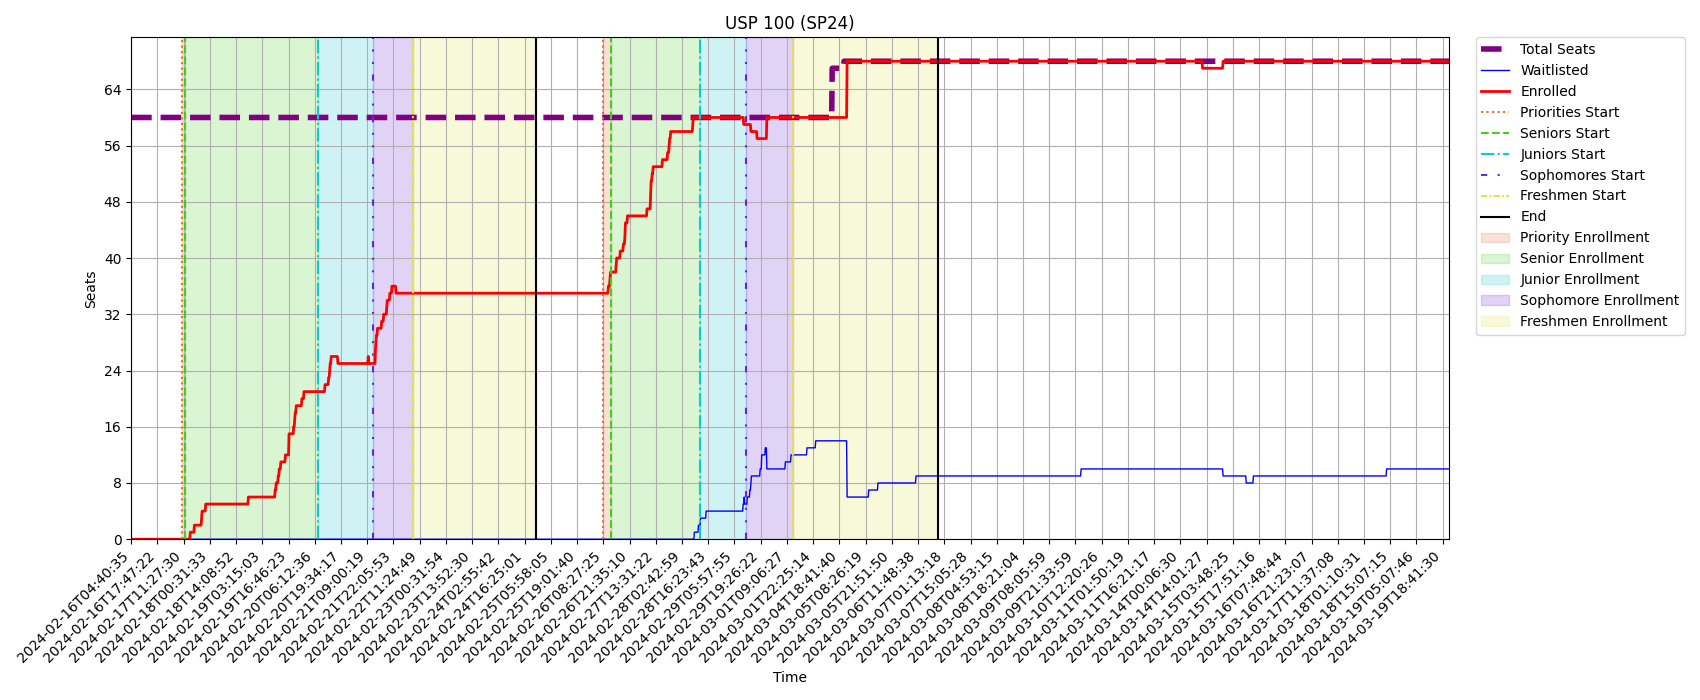 USP 100 (SP24)
Total Seats
Waitlisted
Enrolled
Priorities Start
Seniors Start
Juniors Start
Sophomores Start
Freshmen Start
End
Priority Enrollment
Senior Enrollment
Junior Enrollment
Sophomore Enrollment
Freshmen Enrollment
Seats
64
56
48
40
32
24
16
8
0
2024-02-16T04:40:35
2024-02-16T17:47:22
2024-02-17T11:27:30
2024-02-18T00:31:33
2024-02-18T14:08:52
2024-02-19T03:15:03
2024-02-19T16:46:23
2024-02-20T06:12:36
2024-02-20T19:34:17
2024-02-21T09:00:19
2024-02-21T22:05:53
2024-02-22T11:24:49
2024-02-23T00:31:54
2024-02-23T13:52:30
2024-02-24T02:55:42
2024-02-24T16:25:01
2024-02-25T05:58:05
2024-02-25T19:01:40
2024-02-26T08:27:25
2024-02-26T21:35:10
2024-02-27T13:31:22
2024-02-28T02:42:59
2024-02-28T16:23:43
2024-02-29T05:57:55
2024-02-29T19:26:22
2024-03-01T09:06:27
2024-03-01T22:25:14
2024-03-04T18:41:40
2024-03-05T08:26:19
2024-03-05T21:51:50
2024-03-06T11:48:38
2024-03-07T01:13:18
2024-03-07T15:05:28
2024-03-08T04:53:15
2024-03-08T18:21:04
2024-03-09T08:05:59
2024-03-09T21:33:59
2024-03-10T12:20:26
2024-03-11T01:50:19
2024-03-11T16:21:17
2024-03-14T00:06:30
2024-03-14T14:01:27
2024-03-15T03:48:25
2024-03-15T17:51:16
2024-03-16T07:48:44
2024-03-16T21:23:07
2024-03-17T11:37:08
2024-03-18T01:10:31
2024-03-18T15:07:15
2024-03-19T05:07:46
2024-03-19T18:41:30
Time